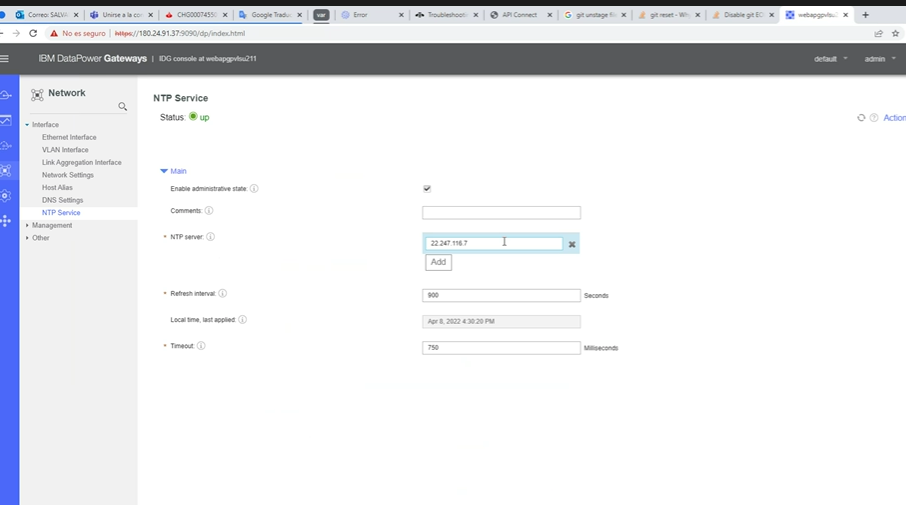 Correo: SALVA
Unirse a la co
CHG00074559
Google Tradu
var
Error
Troubleshoot
API Connect
git unstage fi
git reset - Wh
Disable git EO
webapgpvlsu2
No es seguro
https://180.24.91.37:9090/dp/index.html
IBM DataPower Gateways | IDG console at webapgpvlsu211
default
admin
Network
Interface
Ethernet Interface
VLAN Interface
Link Aggregation Interface
Network Settings
Host Alias
DNS Settings
NTP Service
Management
Other
NTP Service
Status: up
Action
Main
Enable administrative state:
Comments:
* NTP server:
22.247.116.7
Add
* Refresh interval:
900
Seconds
Local time, last applied:
Apr 8, 2022 4:30:20 PM
* Timeout:
750
Milliseconds